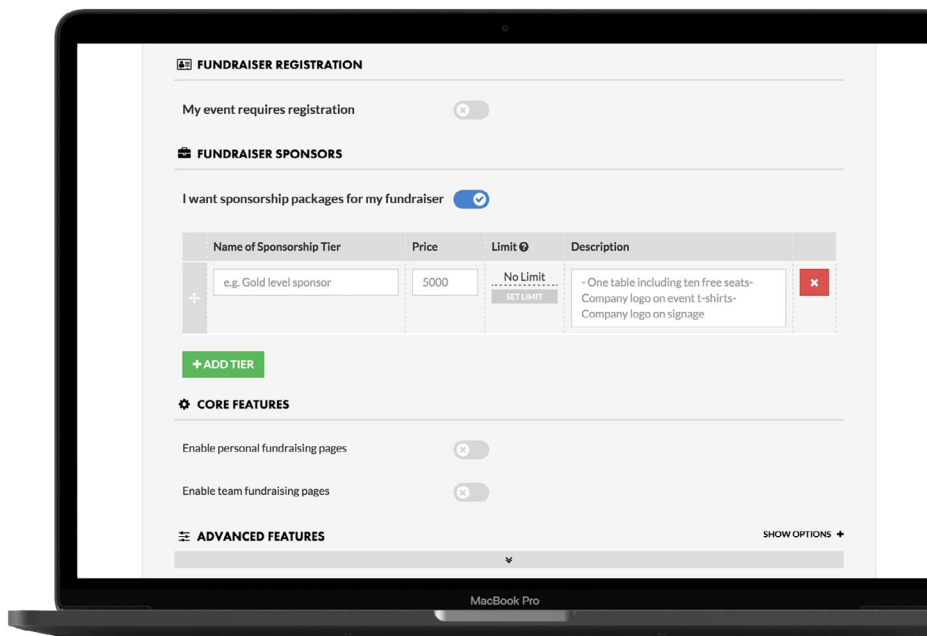 FUNDRAISER REGISTRATION
My event requires registration
FUNDRAISER SPONSORS
I want sponsorship packages for my fundraiser
Name of Sponsorship Tier Price Limit Description
e.g. Gold level sponsor 5000 No Limit - One table including ten free seats-
SET LIMIT Company logo on event t-shirts-
Company logo on signage
+ ADD TIER
CORE FEATURES
Enable personal fundraising pages
Enable team fundraising pages
ADVANCED FEATURES SHOW OPTIONS +
MacBook Pro